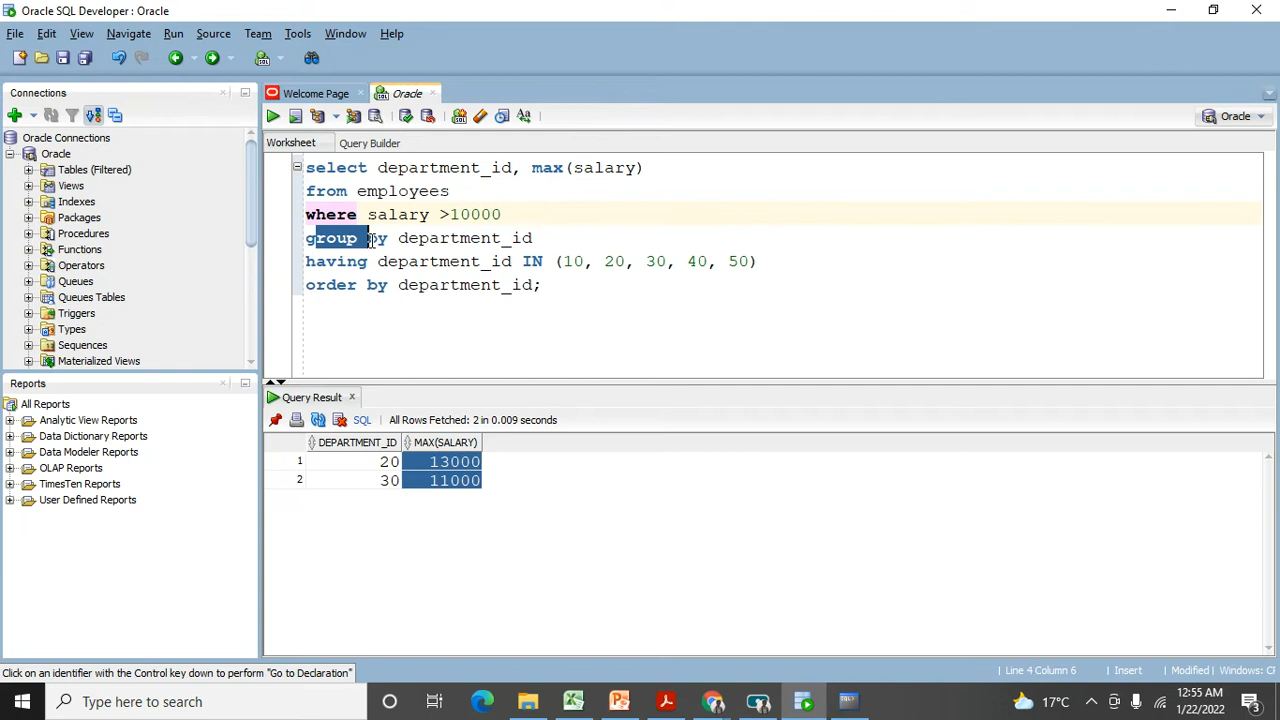 Oracle SQL Developer : Oracle
File Edit View Navigate Run Source Team Tools Window Help
Connections
Welcome Page
Oracle
Oracle
Worksheet
Query Builder
Oracle Connections
Oracle
Tables (Filtered)
Views
Indexes
Packages
Procedures
Functions
Operators
Queues
Queues Tables
Triggers
Types
Sequences
Materialized Views
select department_id, max(salary)
from employees
where salary >10000
group by department_id
having department_id IN (10, 20, 30, 40, 50)
order by department_id;
Reports
All Reports
Analytic View Reports
Data Dictionary Reports
Data Modeler Reports
OLAP Reports
TimesTen Reports
User Defined Reports
Query Result
SQL
All Rows Fetched: 2 in 0.009 seconds
DEPARTMENT_ID MAX(SALARY)
1 20 13000
2 30 11000
Click on an identifier with the Control key down to perform "Go to Declaration"
Line 4 Column 6
Insert
Modified
Windows: CF
Type here to search
17°C
12:55 AM
1/22/2022
3